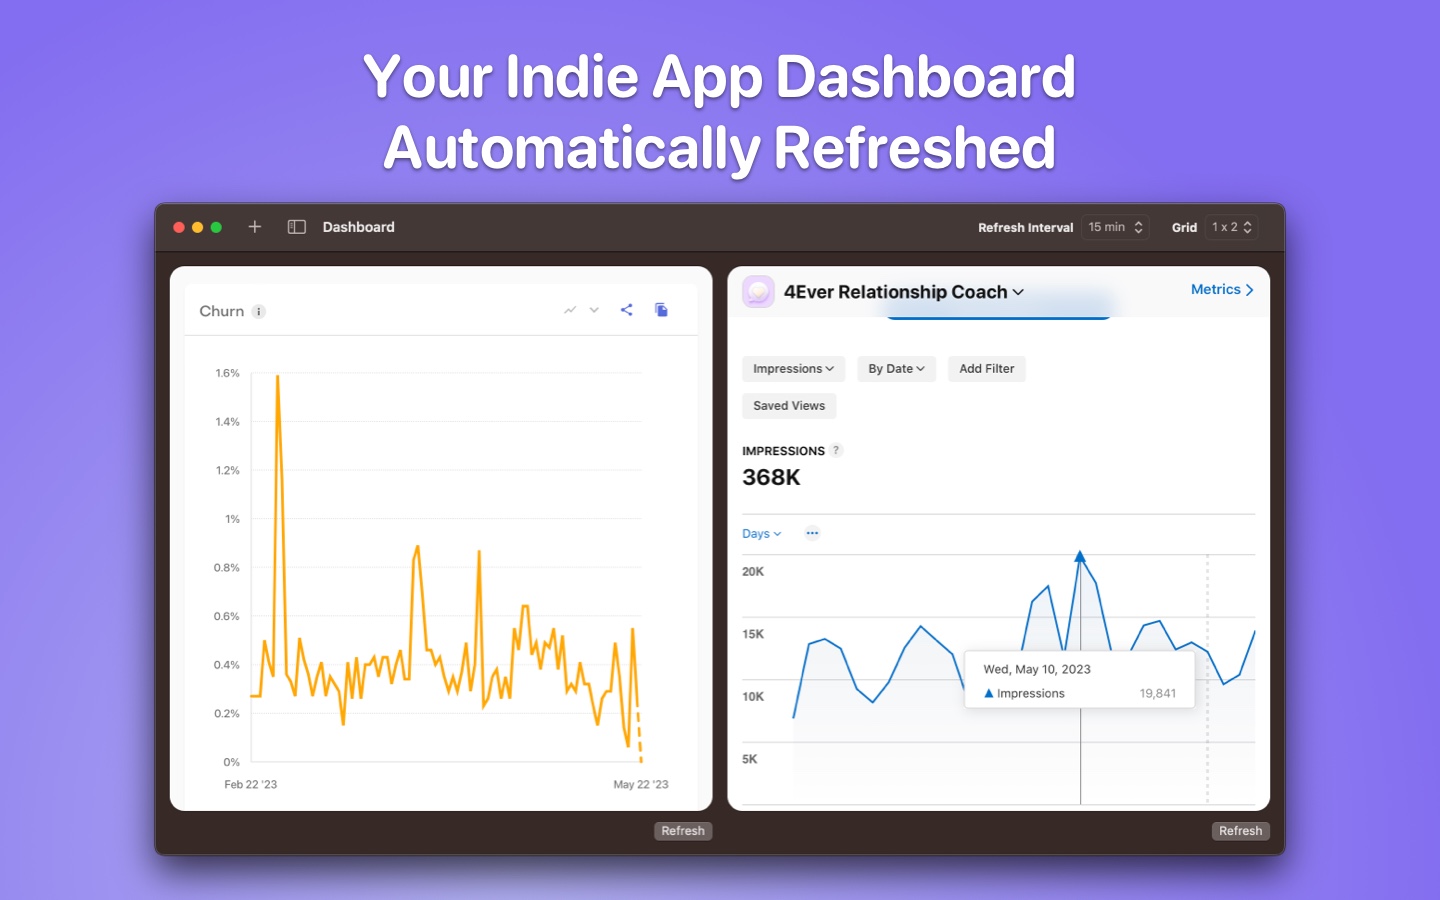 Your Indie App Dashboard
Automatically Refreshed
Dashboard
Refresh Interval 15 min Grid 1 x 2
Churn i
1.6%
1.4%
1.2%
1%
0.8%
0.6%
0.4%
0.2%
0%
Feb 22 '23 May 22 '23
Refresh
4Ever Relationship Coach
Metrics
Impressions By Date Add Filter
Saved Views
IMPRESSIONS ?
368K
Days
20K
15K
10K
5K
Wed, May 10, 2023
Impressions 19,841
Refresh